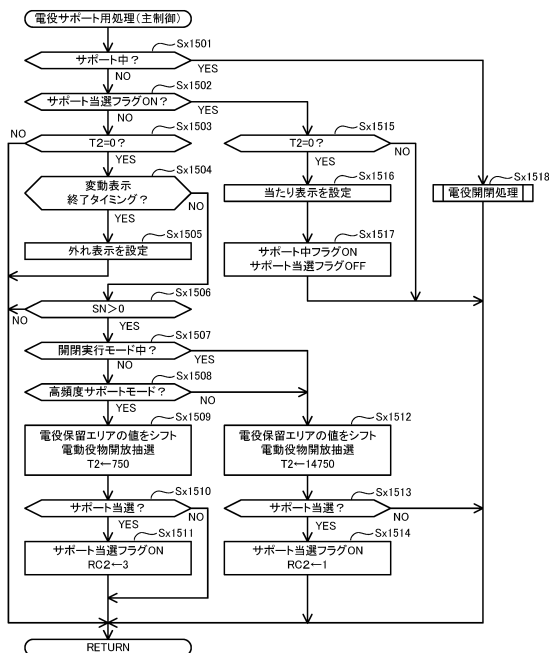 電役サポート用処理(主制御)
Sx1501
サポート中?
NO
YES
Sx1502
サポート当選フラグON?
NO
YES
Sx1503
NO
T2=0?
YES
Sx1504
変動表示
終了タイミング?
NO
YES
Sx1505
外れ表示を設定
Sx1515
T2=0?
YES
NO
Sx1516
当たり表示を設定
Sx1517
サポート中フラグON
サポート当選フラグOFF
Sx1518
電役開閉処理
Sx1506
SN>0
NO
YES
Sx1507
開閉実行モード中?
NO
YES
Sx1508
高頻度サポートモード?
NO
YES
Sx1509
電役保留エリアの値をシフト
電動役物開放抽選
T2←750
Sx1510
サポート当選?
YES
NO
Sx1511
サポート当選フラグON
RC2←3
Sx1512
電役保留エリアの値をシフト
電動役物開放抽選
T2←14750
Sx1513
サポート当選?
YES
NO
Sx1514
サポート当選フラグON
RC2←1
RETURN